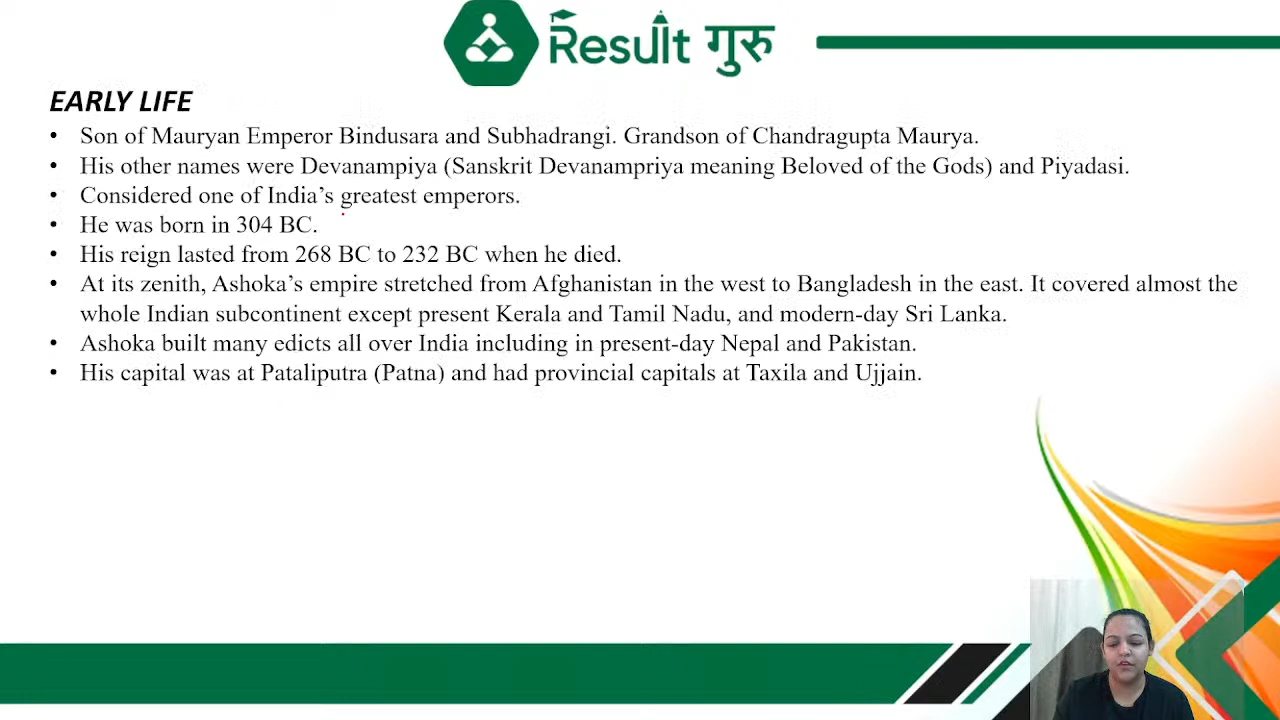 Result गुरु
EARLY LIFE
• Son of Mauryan Emperor Bindusara and Subhadrangi. Grandson of Chandragupta Maurya.
• His other names were Devanampiya (Sanskrit Devanampriya meaning Beloved of the Gods) and Piyadasi.
• Considered one of India’s greatest emperors.
• He was born in 304 BC.
• His reign lasted from 268 BC to 232 BC when he died.
• At its zenith, Ashoka’s empire stretched from Afghanistan in the west to Bangladesh in the east. It covered almost the
whole Indian subcontinent except present Kerala and Tamil Nadu, and modern-day Sri Lanka.
• Ashoka built many edicts all over India including in present-day Nepal and Pakistan.
• His capital was at Pataliputra (Patna) and had provincial capitals at Taxila and Ujjain.